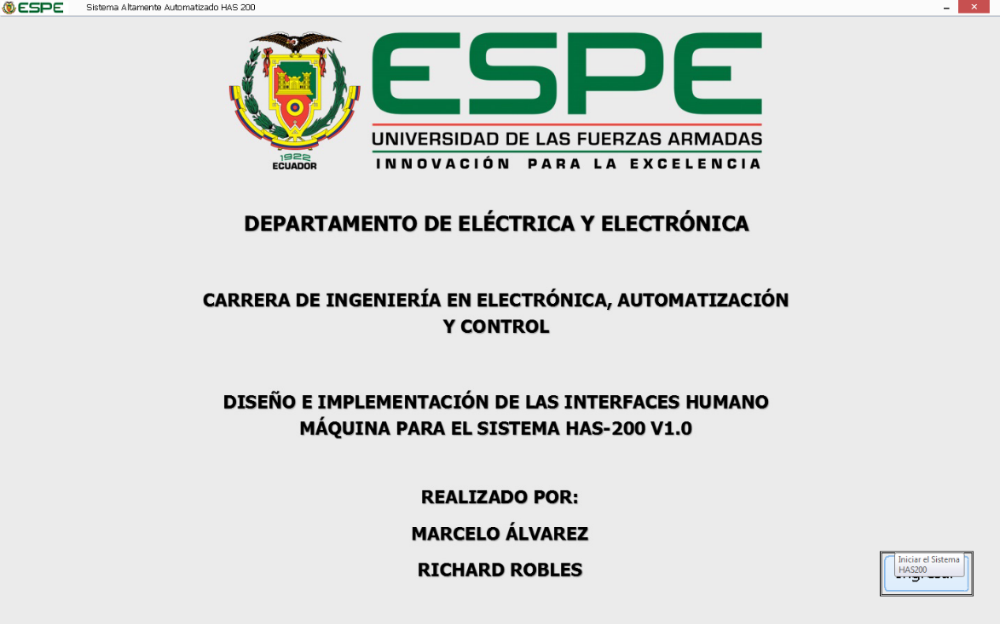 ESPE Sistema Altamente Automatizado HAS 200
ESPE
UNIVERSIDAD DE LAS FUERZAS ARMADAS
INNOVACIÓN PARA LA EXCELENCIA
1922
ECUADOR
DEPARTAMENTO DE ELÉCTRICA Y ELECTRÓNICA
CARRERA DE INGENIERÍA EN ELECTRÓNICA, AUTOMATIZACIÓN
Y CONTROL
DISEÑO E IMPLEMENTACIÓN DE LAS INTERFACES HUMANO
MÁQUINA PARA EL SISTEMA HAS-200 V1.0
REALIZADO POR:
MARCELO ÁLVAREZ
RICHARD ROBLES
Iniciar el Sistema
HAS200